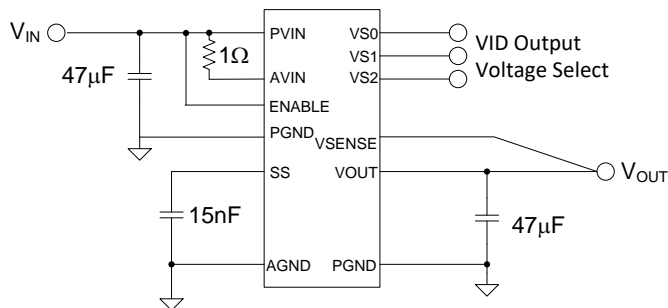 VIN
PVIN
VS0
1Ω
VS1
VID Output
Voltage Select
47μF
AVIN
VS2
ENABLE
PGND
VSENSE
SS
VOUT
VOUT
15nF
47μF
AGND
PGND